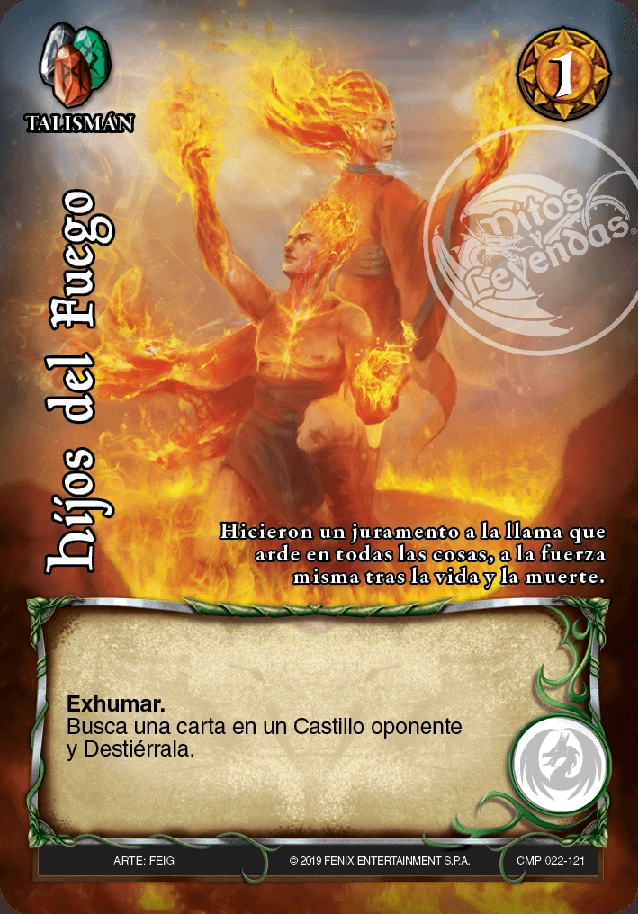 1
TALISMÁN
Mitos
y
Leyendas®
Hijos del Fuego
Hicieron un juramento a la llama que
arde en todas las cosas, a la fuerza
misma tras la vida y la muerte.
Exhumar.
Busca una carta en un Castillo oponente
y Destiérrala.
ARTE: FEIG © 2019 FENIX ENTERTAINMENT S.P.A. CMP 022-121